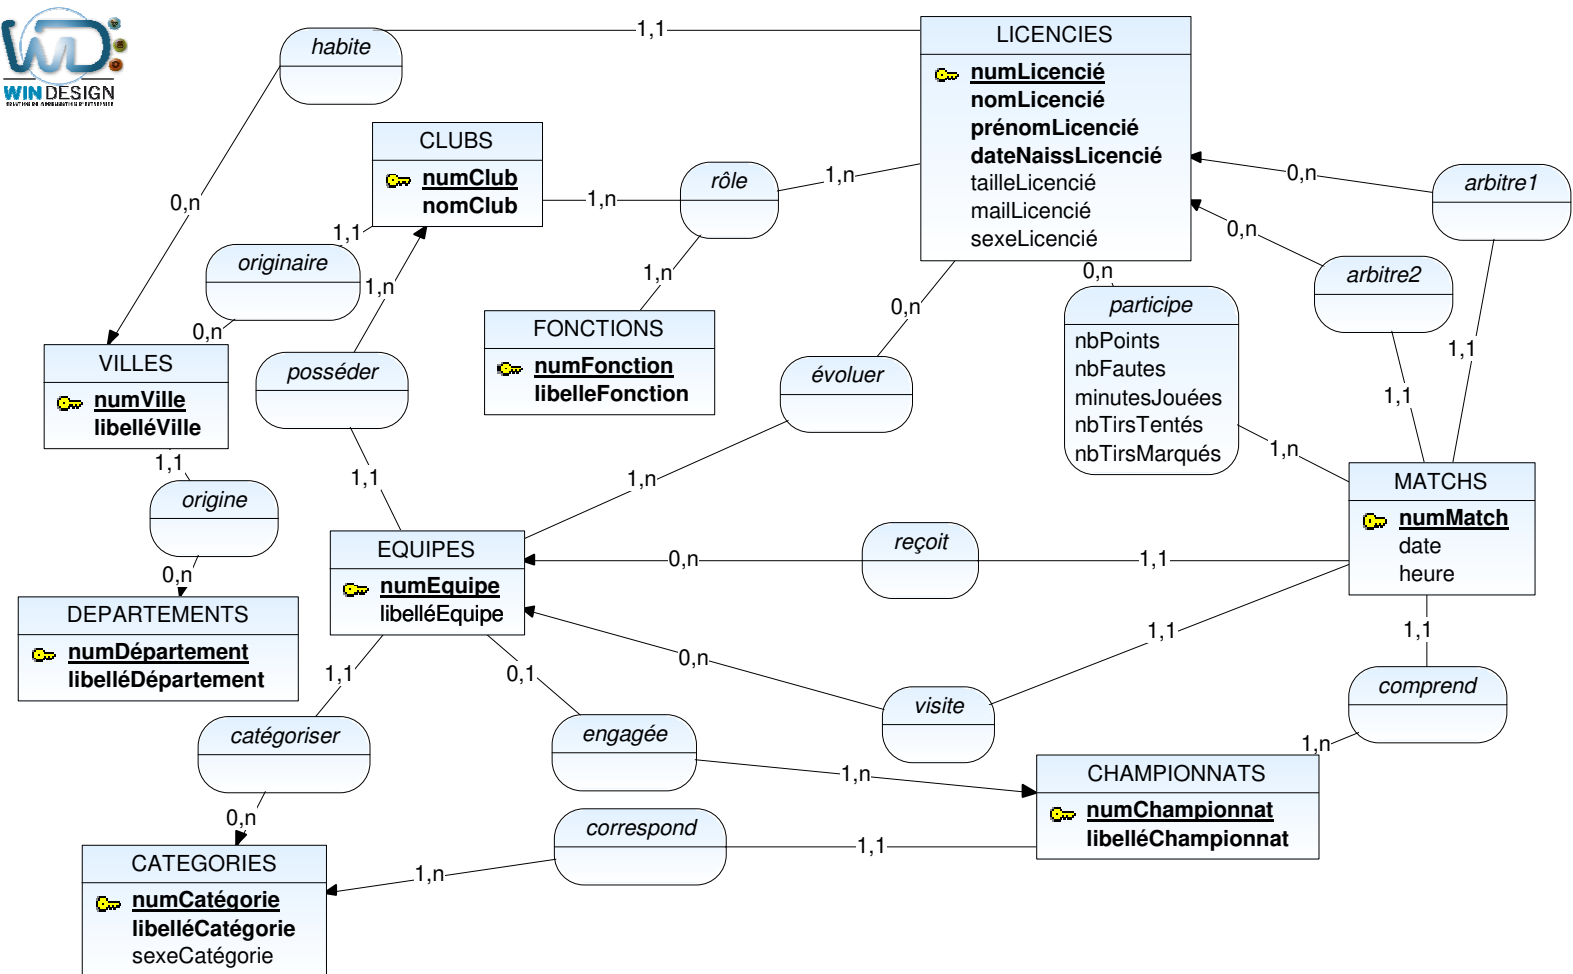 WIN DESIGN
habite
1,1
0,n
LICENCIES
numLicencié
nomLicencié
prénomLicencié
dateNaissLicencié
tailleLicencié
mailLicencié
sexeLicencié
CLUBS
numClub
nomClub
1,n
rôle
1,n
1,n
0,n
arbitre1
1,1
0,n
arbitre2
1,1
1,1
originaire
0,n
1,n
posséder
1,1
FONCTIONS
numFonction
libelleFonction
0,n
évoluer
1,n
0,n
participe
nbPoints
nbFautes
minutesJouées
nbTirsTentés
nbTirsMarqués
1,n
VILLES
numVille
libelléVille
1,1
origine
0,n
DEPARTEMENTS
numDépartement
libelléDépartement
EQUIPES
numEquipe
libelléEquipe
0,n
reçoit
1,1
MATCHS
numMatch
date
heure
0,n
visite
1,1
1,1
comprend
1,n
1,1
catégoriser
0,n
0,1
engagée
1,n
CHAMPIONNATS
numChampionnat
libelléChampionnat
correspond
1,1
1,n
CATEGORIES
numCatégorie
libelléCatégorie
sexeCatégorie